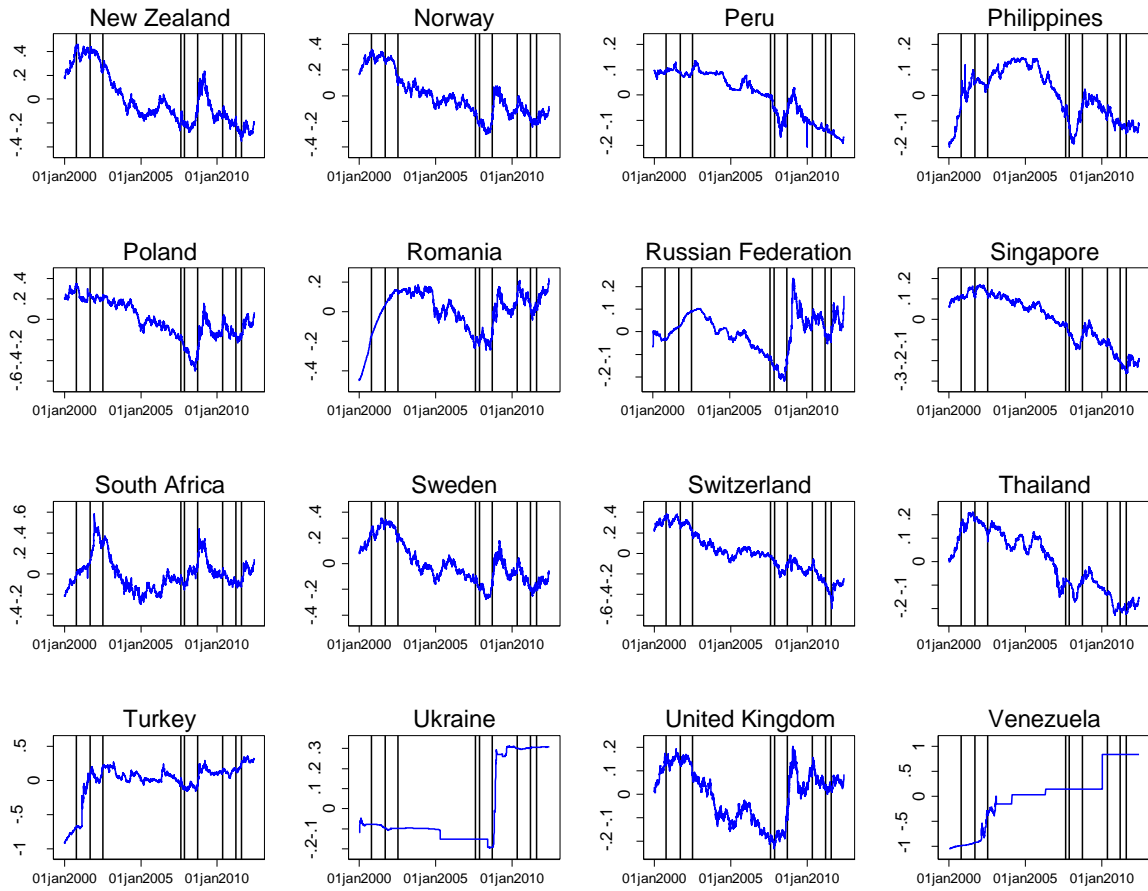 New Zealand
-.4 -.2 0 .2 .4
01jan2000 01jan2005 01jan2010
Norway
-.4 -.2 0 .2 .4
01jan2000 01jan2005 01jan2010
Peru
-.2 -.1 0 .1 .2
01jan2000 01jan2005 01jan2010
Philippines
-.2 -.1 0 .1 .2
01jan2000 01jan2005 01jan2010
Poland
-.6 -.4 -.2 0 .2 .4
01jan2000 01jan2005 01jan2010
Romania
-.4 -.2 0 .2
01jan2000 01jan2005 01jan2010
Russian Federation
-.2 -.1 0 .1 .2
01jan2000 01jan2005 01jan2010
Singapore
-.3 -.2 -.1 0 .1 .2
01jan2000 01jan2005 01jan2010
South Africa
-.4 -.2 0 .2 .4 .6
01jan2000 01jan2005 01jan2010
Sweden
-.4 -.2 0 .2 .4
01jan2000 01jan2005 01jan2010
Switzerland
-.6 -.4 -.2 0 .2 .4
01jan2000 01jan2005 01jan2010
Thailand
-.2 -.1 0 .1 .2
01jan2000 01jan2005 01jan2010
Turkey
-1 -.5 0 .5
01jan2000 01jan2005 01jan2010
Ukraine
-.2 -.1 0 .1 .2 .3
01jan2000 01jan2005 01jan2010
United Kingdom
-.2 -.1 0 .1 .2
01jan2000 01jan2005 01jan2010
Venezuela
-1 -.5 0 .5 1
01jan2000 01jan2005 01jan2010